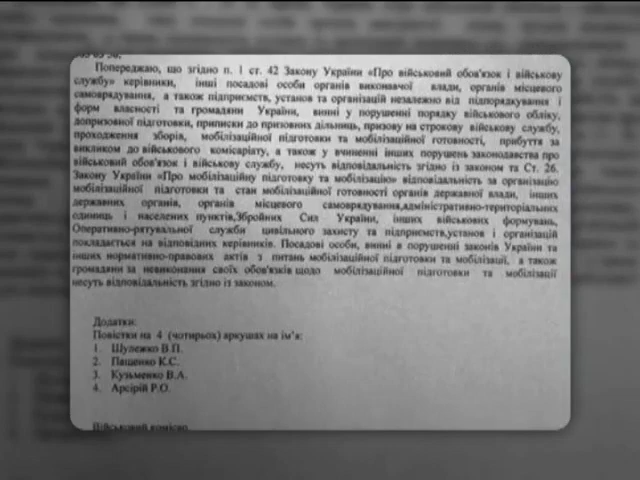 Попереджаю, що згідно п. 1 ст. 42 Закону України «Про військовий обов'язок і військову
службу» керівники, інші посадові особи органів виконавчої влади, органів місцевого
самоврядування, а також підприємств, установ та організацій незалежно від підпорядкування і
форм власності та громадяни України, винні у порушенні порядку військового обліку,
допризовної підготовки, приписки до призовних дільниць, призову на строкову військову службу,
проходження зборів, мобілізаційної підготовки та мобілізаційної готовності, прибуття за
викликом до військового комісаріату, а також у вчиненні інших порушень законодавства про
військовий обов'язок і військову службу, несуть відповідальність згідно із законом та Ст. 26.
Закону України «Про мобілізаційну підготовку та мобілізацію» відповідальність за організацію
мобілізаційної підготовки та стан мобілізаційної готовності органів державної влади, інших
державних органів, органів місцевого самоврядування,адміністративно-територіальних
одиниць і населених пунктів,Збройних Сил України, інших військових формувань,
Оперативно-рятувальної служби цивільного захисту та підприємств,установ і організацій
покладається на відповідних керівників. Посадові особи, винні в порушенні законів України та
інших нормативно-правових актів з питань мобілізаційної підготовки та мобілізації, а також
громадяни за невиконання своїх обов'язків щодо мобілізаційної підготовки та мобілізації
несуть відповідальність згідно із законом.
Додатки:
Повістки на 4 (чотирьох) аркушах на ім'я:
1. Шулежко В.П.
2. Пащенко К.С.
3. Кузьменко В.А.
4. Арсірій Р.О.
Військовий комісар